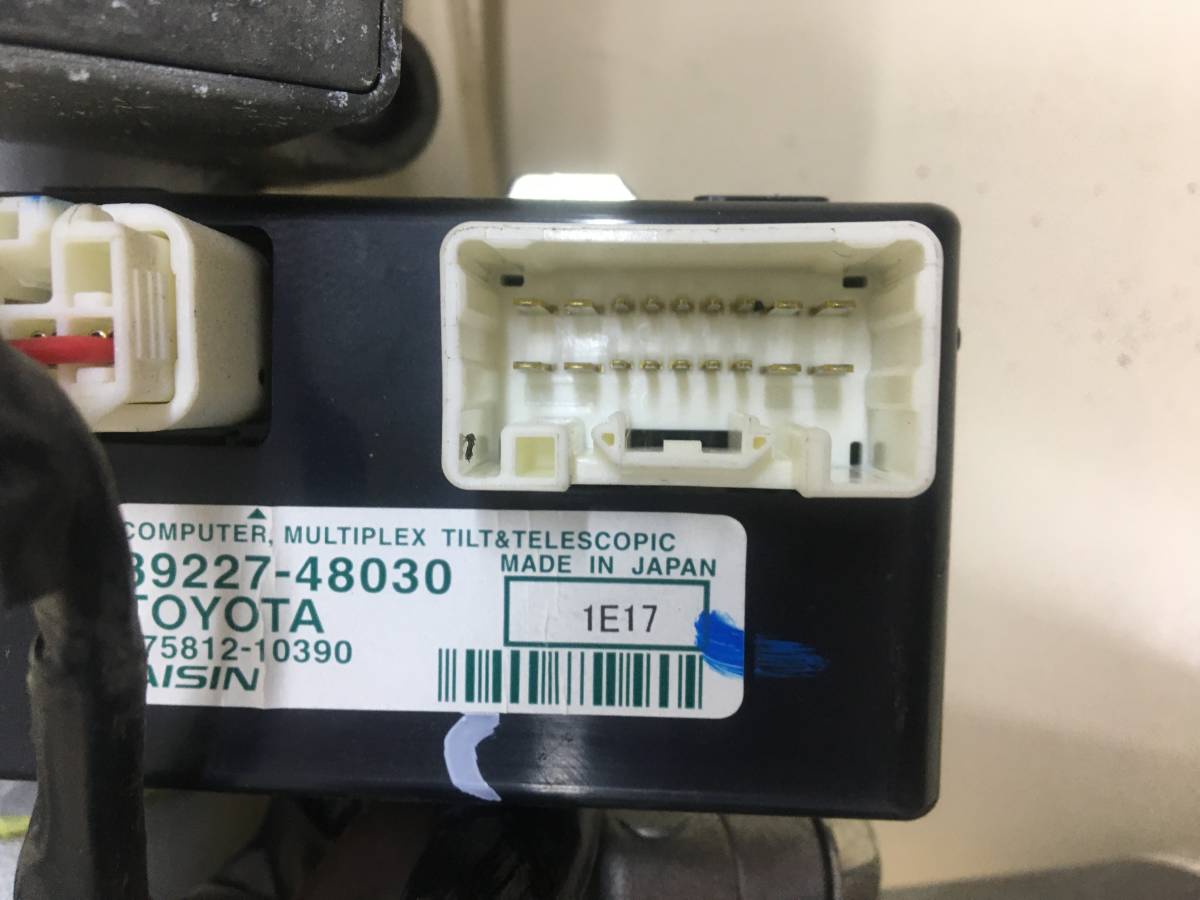 COMPUTER, MULTIPLEX TILT&TELESCOPIC
89227-48030
MADE IN JAPAN
TOYOTA
1E17
75812-10390
AISIN